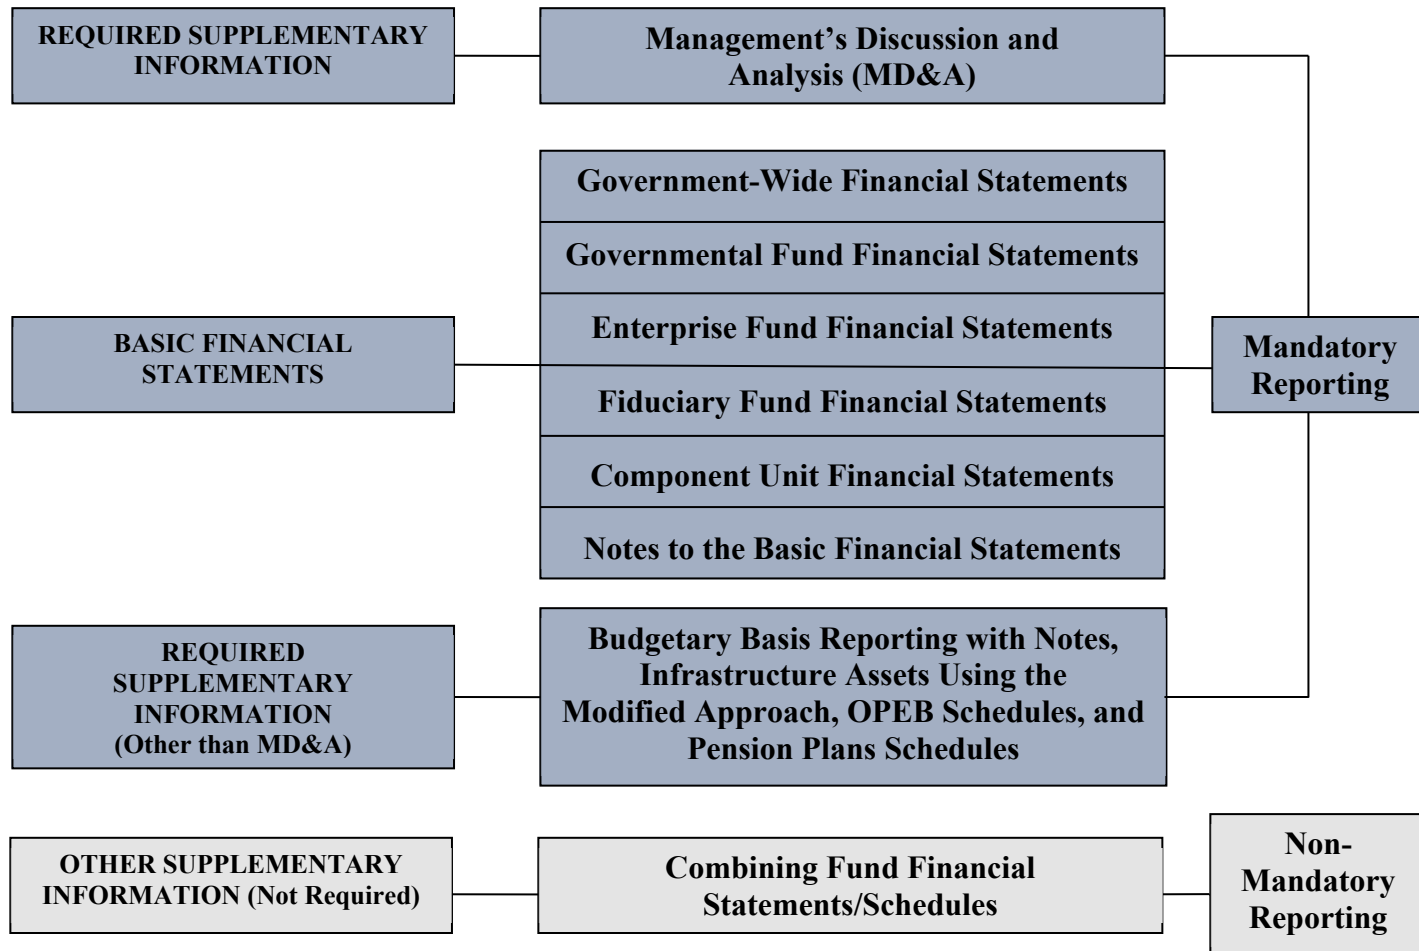 REQUIRED SUPPLEMENTARY
INFORMATION
Management’s Discussion and
Analysis (MD&A)
Government-Wide Financial Statements
Governmental Fund Financial Statements
Enterprise Fund Financial Statements
BASIC FINANCIAL
STATEMENTS
Mandatory
Reporting
Fiduciary Fund Financial Statements
Component Unit Financial Statements
Notes to the Basic Financial Statements
REQUIRED
SUPPLEMENTARY
INFORMATION
(Other than MD&A)
Budgetary Basis Reporting with Notes,
Infrastructure Assets Using the
Modified Approach, OPEB Schedules, and
Pension Plans Schedules
OTHER SUPPLEMENTARY
INFORMATION (Not Required)
Combining Fund Financial
Statements/Schedules
Non-
Mandatory
Reporting